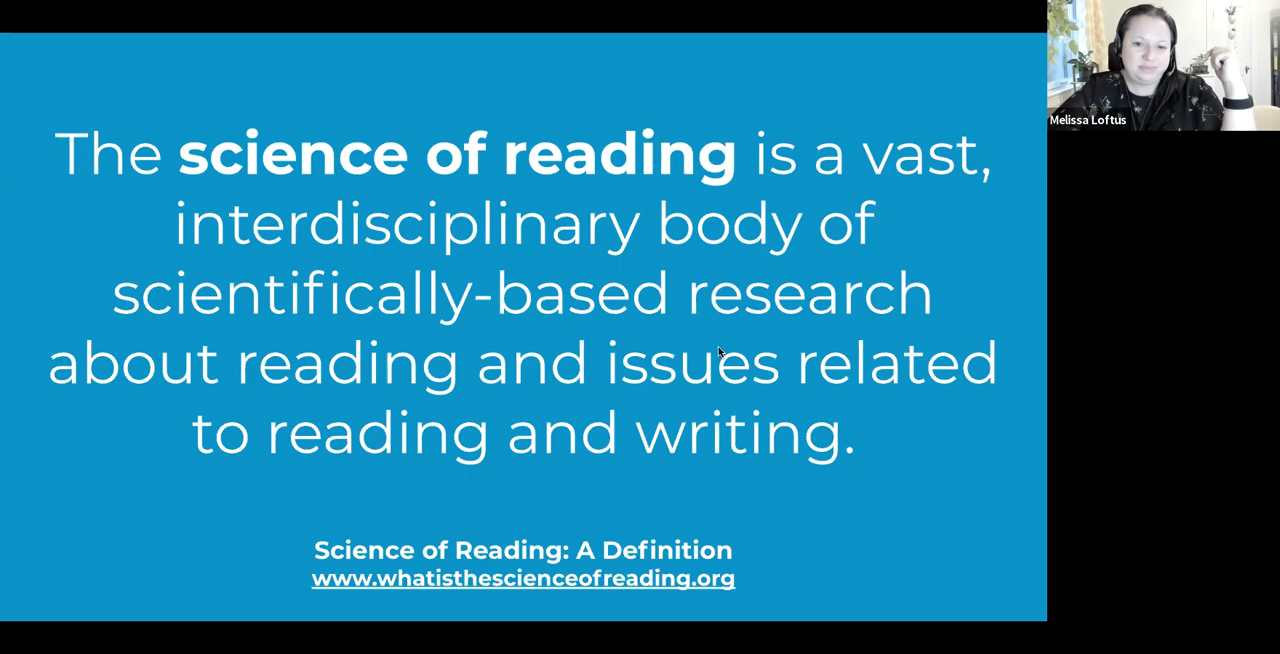 The science of reading is a vast,
interdisciplinary body of
scientifically-based research
about reading and issues related
to reading and writing.
Science of Reading: A Definition
www.whatisthescienceofreading.org
Melissa Loftus